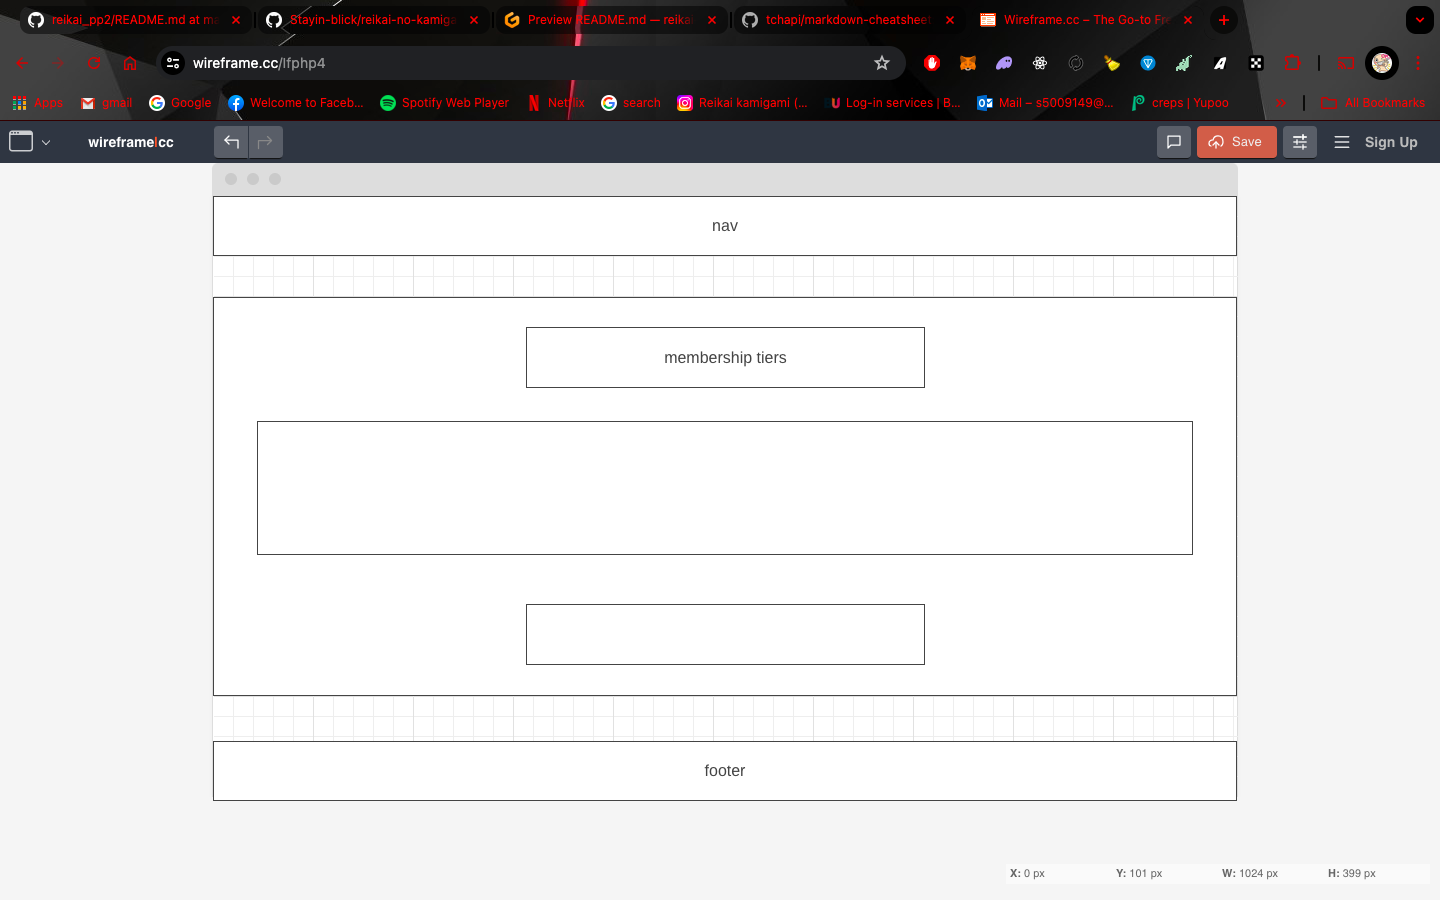 reikai_pp2/README.md at ma
Stayin-blick/reikai-no-kamiga
Preview README.md — reikai
tchapi/markdown-cheatsheet
Wireframe.cc – The Go-to Fre
wireframe.cc/lfphp4
Apps
gmail
Google
Welcome to Faceb...
Spotify Web Player
Netflix
search
Reikai kamigami (...
Log-In services | B...
Mail – s5009149@...
creps | Yupoo
All Bookmarks
wireframe|cc
Save
Sign Up
nav
membership tiers
footer
X: 0 px
Y: 101 px
W: 1024 px
H: 399 px